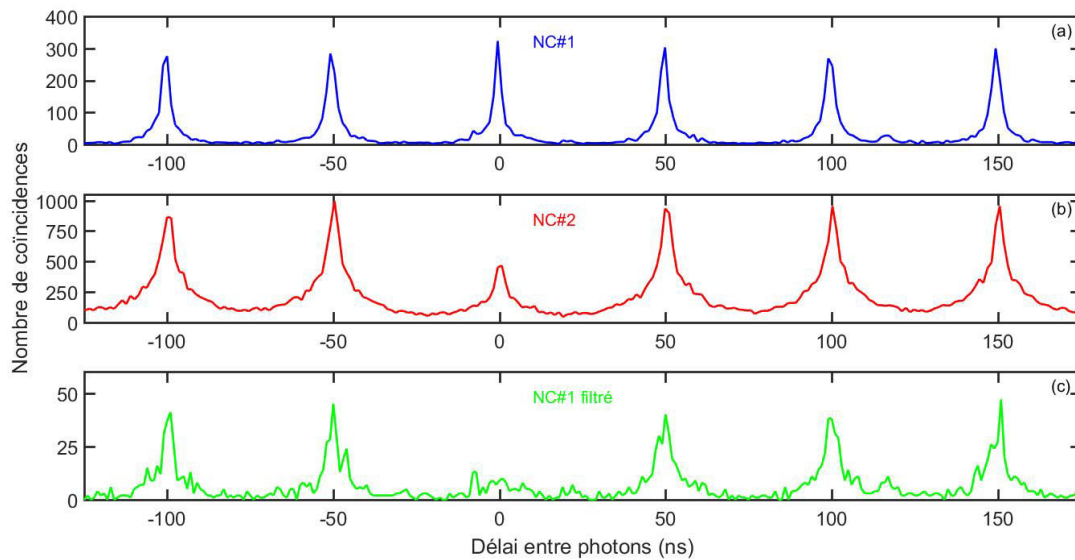 400
(a)
NC#1
300
200
100
0
-100 -50 0 50 100 150
1000
(b)
NC#2
750
500
250
0
-100 -50 0 50 100 150
(c)
NC#1 filtré
50
25
0
-100 -50 0 50 100 150
Nombre de coïncidences
Délai entre photons (ns)